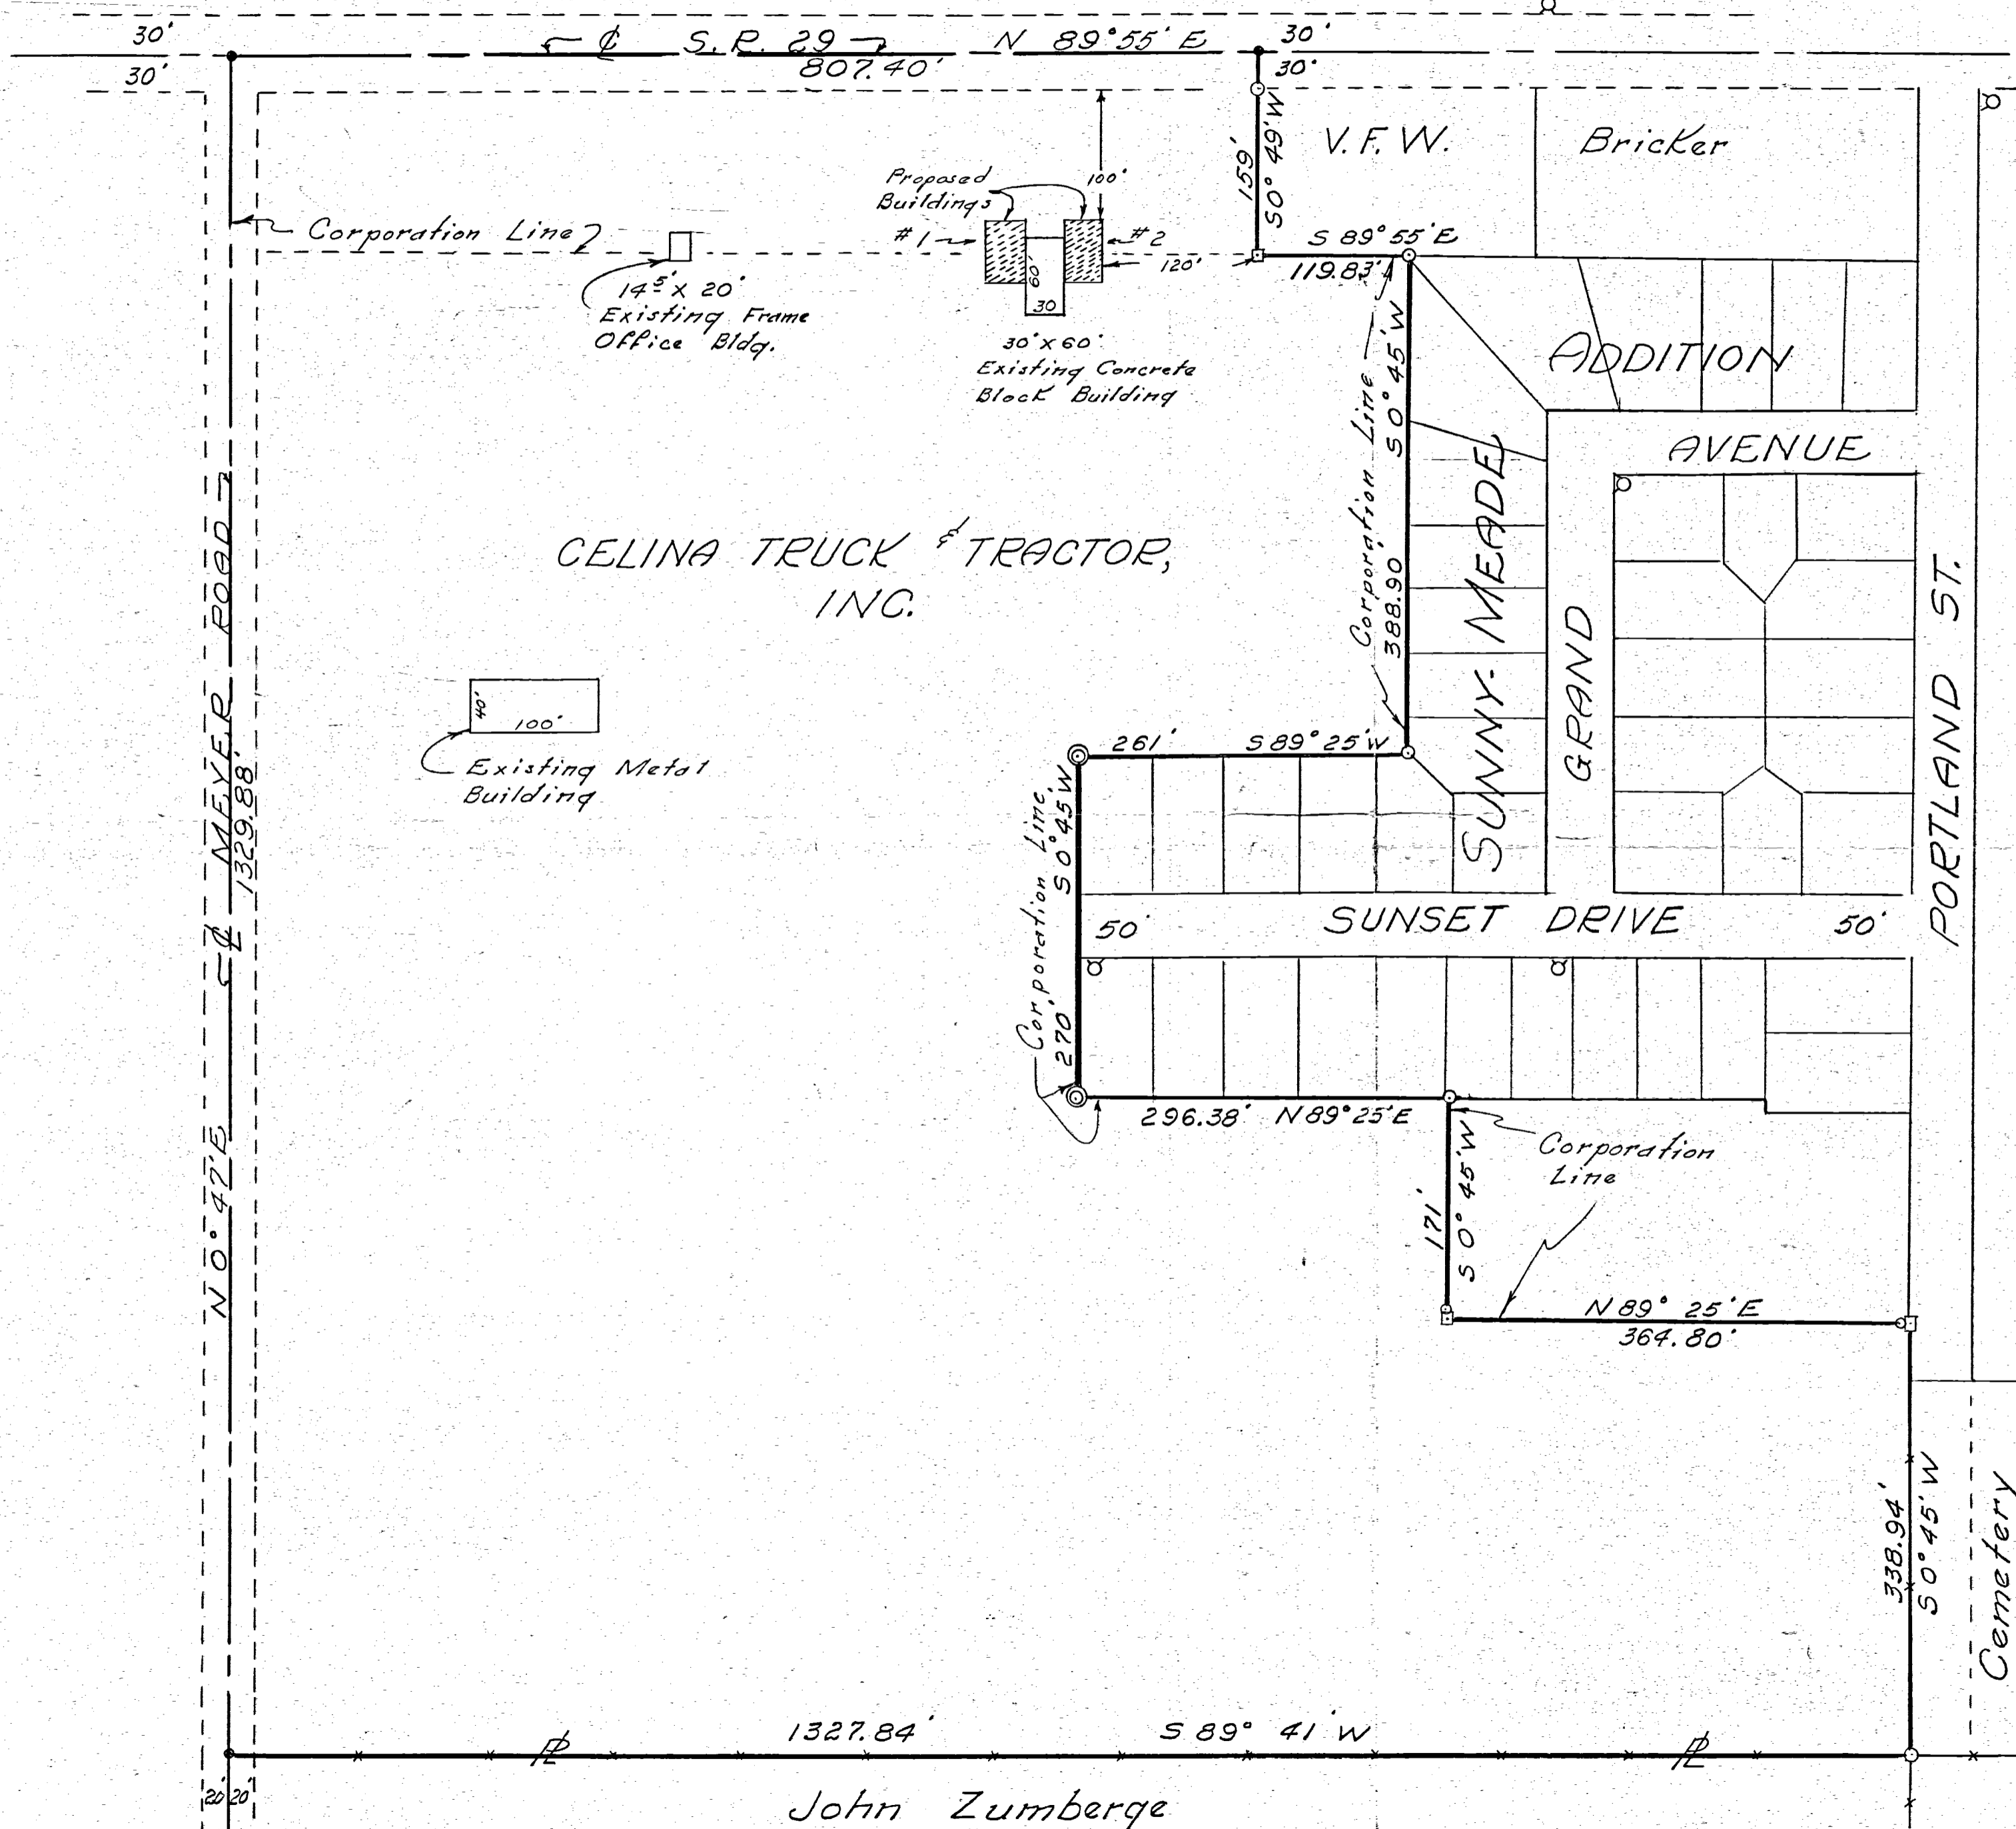 30'
30'
℄ S.R. 29
N 89°55' E
807.40'
30'
30'
159'
S 0° 49' W
V.F.W.
Bricker
Proposed
Buildings
100'
#1
#2
120'
Corporation Line
60'
30
14⁵ X 20'
Existing Frame
Office Bldg.
30' X 60'
Existing Concrete
Block Building
S 89° 55' E
119.83'
Corporation Line
388.90'
S 0° 45' W
ADDITION
SUNNY-MEADE
GRAND
AVENUE
CELINA TRUCK & TRACTOR,
INC.
℄ MEYER ROAD
1329.88'
N 0° 47' E
40'
100'
Existing Metal
Building
261'
S 89° 25' W
Corporation Line
270'
S 0° 45' W
50'
SUNSET DRIVE
50'
PORTLAND ST.
296.38' N 89° 25' E
Corporation
Line
171'
S 0° 45' W
N 89° 25' E
364.80'
338.94'
S 0° 45' W
Cemetery
1327.84'
S 89° 41' W
PL
PL
20' 20'
John Zumberge